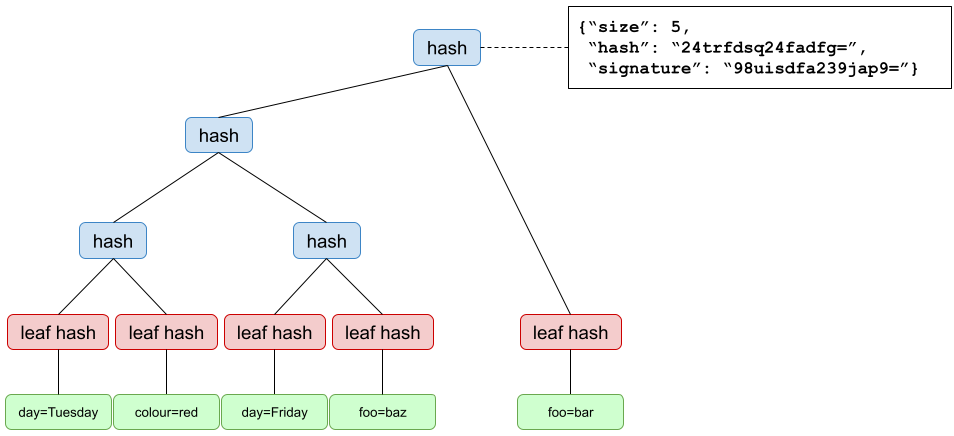 hash
{“size”: 5,
“hash”: “24trfdsq24fadfg=”,
“signature”: “98uisdfa239jap9=”}
hash
hash
hash
leaf hash
leaf hash
leaf hash
leaf hash
leaf hash
day=Tuesday
colour=red
day=Friday
foo=baz
foo=bar